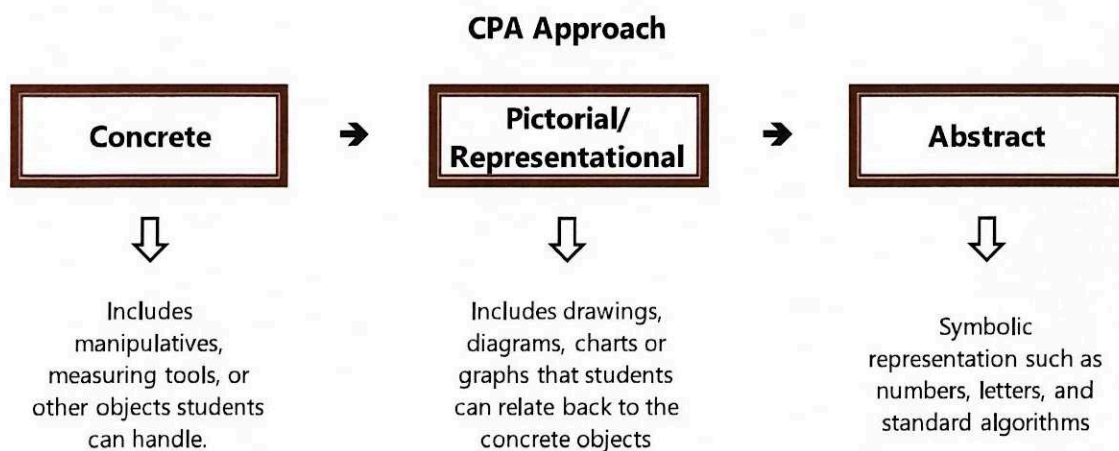 CPA Approach
Concrete
Pictorial/
Representational
Abstract
Includes
manipulatives,
measuring tools, or
other objects students
can handle.
Includes drawings,
diagrams, charts or
graphs that students
can relate back to the
concrete objects
Symbolic
representation such as
numbers, letters, and
standard algorithms